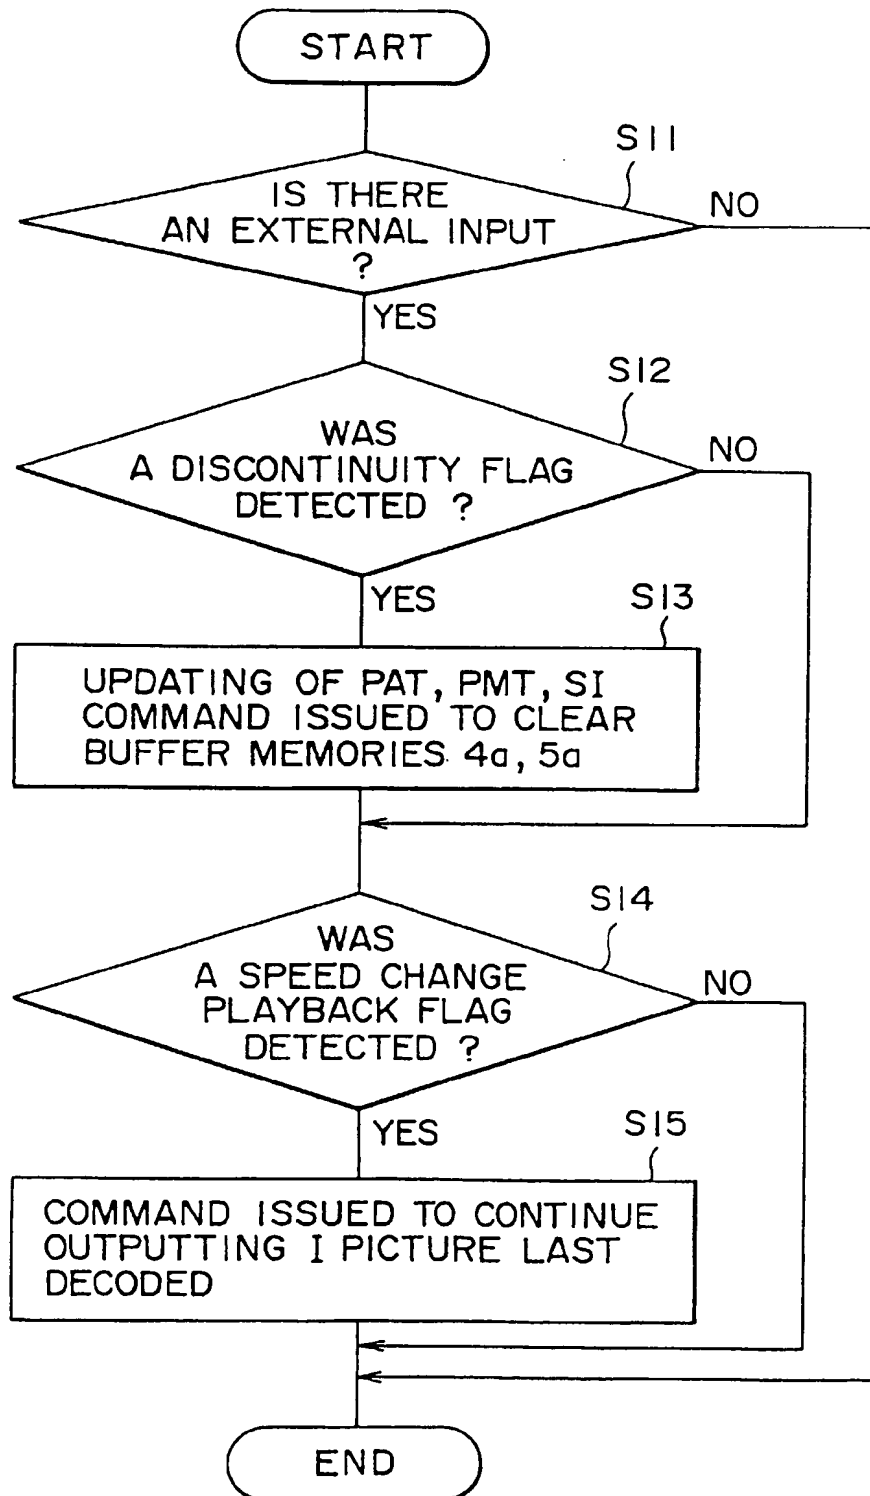 START
S11
IS THERE
AN EXTERNAL INPUT
?
NO
YES
S12
WAS
A DISCONTINUITY FLAG
DETECTED ?
NO
YES
S13
UPDATING OF PAT, PMT, SI
COMMAND ISSUED TO CLEAR
BUFFER MEMORIES 4a, 5a
S14
WAS
A SPEED CHANGE
PLAYBACK FLAG
DETECTED ?
NO
YES
S15
COMMAND ISSUED TO CONTINUE
OUTPUTTING I PICTURE LAST
DECODED
END